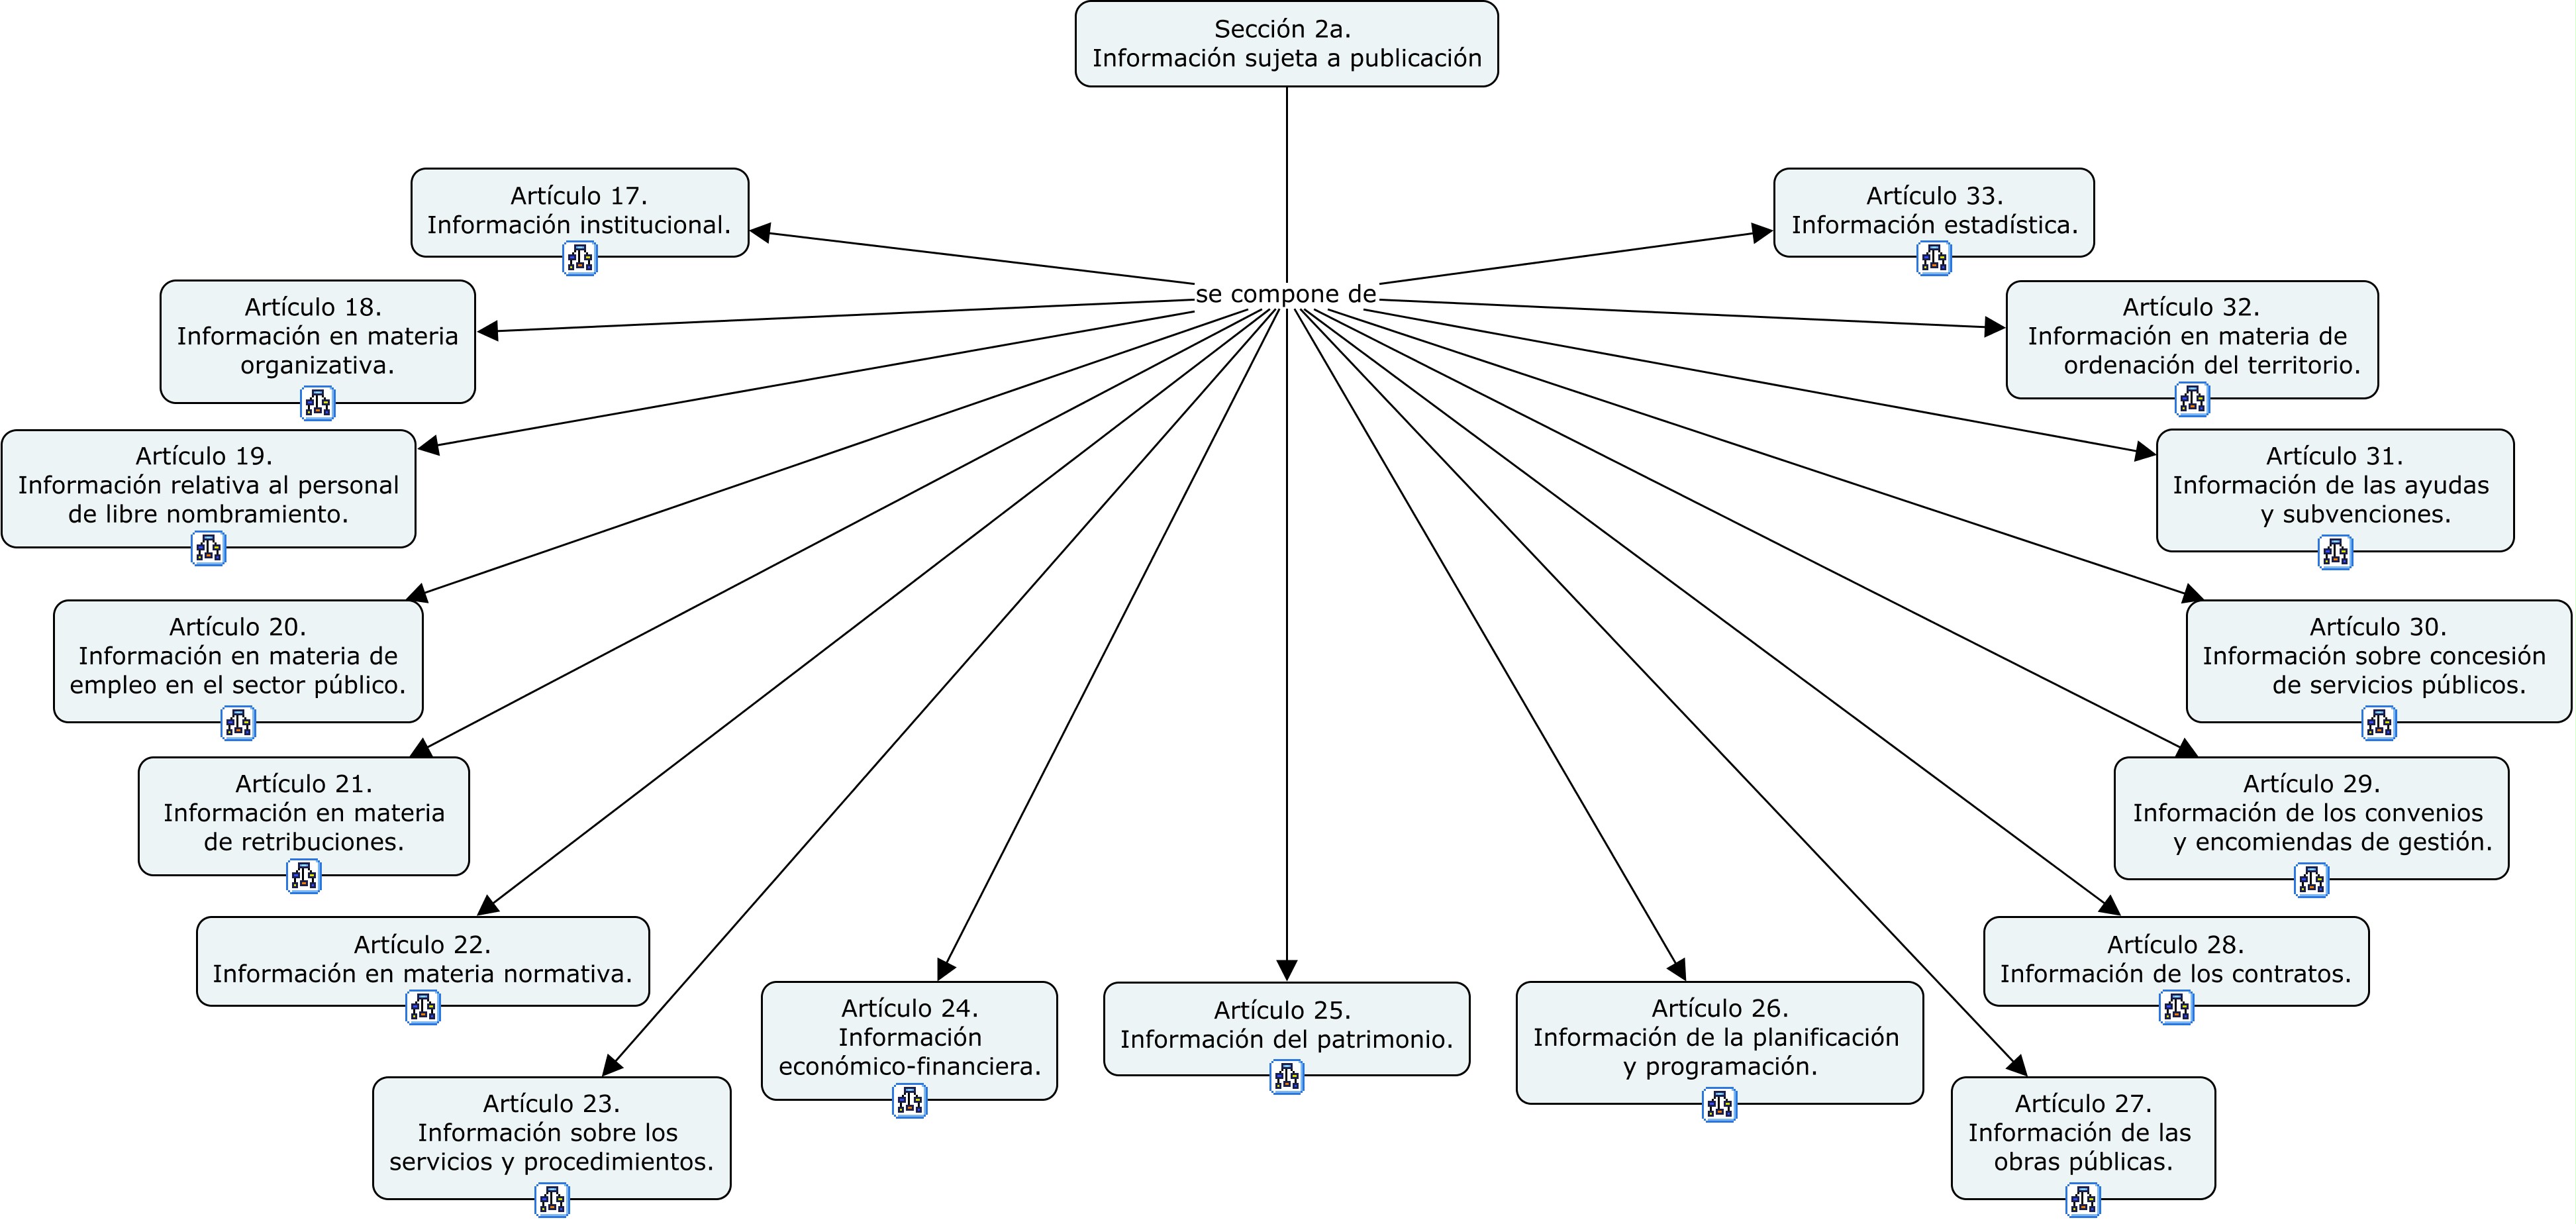 Sección 2a.
Información sujeta a publicación
se compone de
Artículo 17.
Información institucional.
Artículo 18.
Información en materia
organizativa.
Artículo 19.
Información relativa al personal
de libre nombramiento.
Artículo 20.
Información en materia de
empleo en el sector público.
Artículo 21.
Información en materia
de retribuciones.
Artículo 22.
Información en materia normativa.
Artículo 23.
Información sobre los
servicios y procedimientos.
Artículo 24.
Información
económico-financiera.
Artículo 25.
Información del patrimonio.
Artículo 26.
Información de la planificación
y programación.
Artículo 27.
Información de las
obras públicas.
Artículo 28.
Información de los contratos.
Artículo 29.
Información de los convenios
y encomiendas de gestión.
Artículo 30.
Información sobre concesión
de servicios públicos.
Artículo 31.
Información de las ayudas
y subvenciones.
Artículo 32.
Información en materia de
ordenación del territorio.
Artículo 33.
Información estadística.